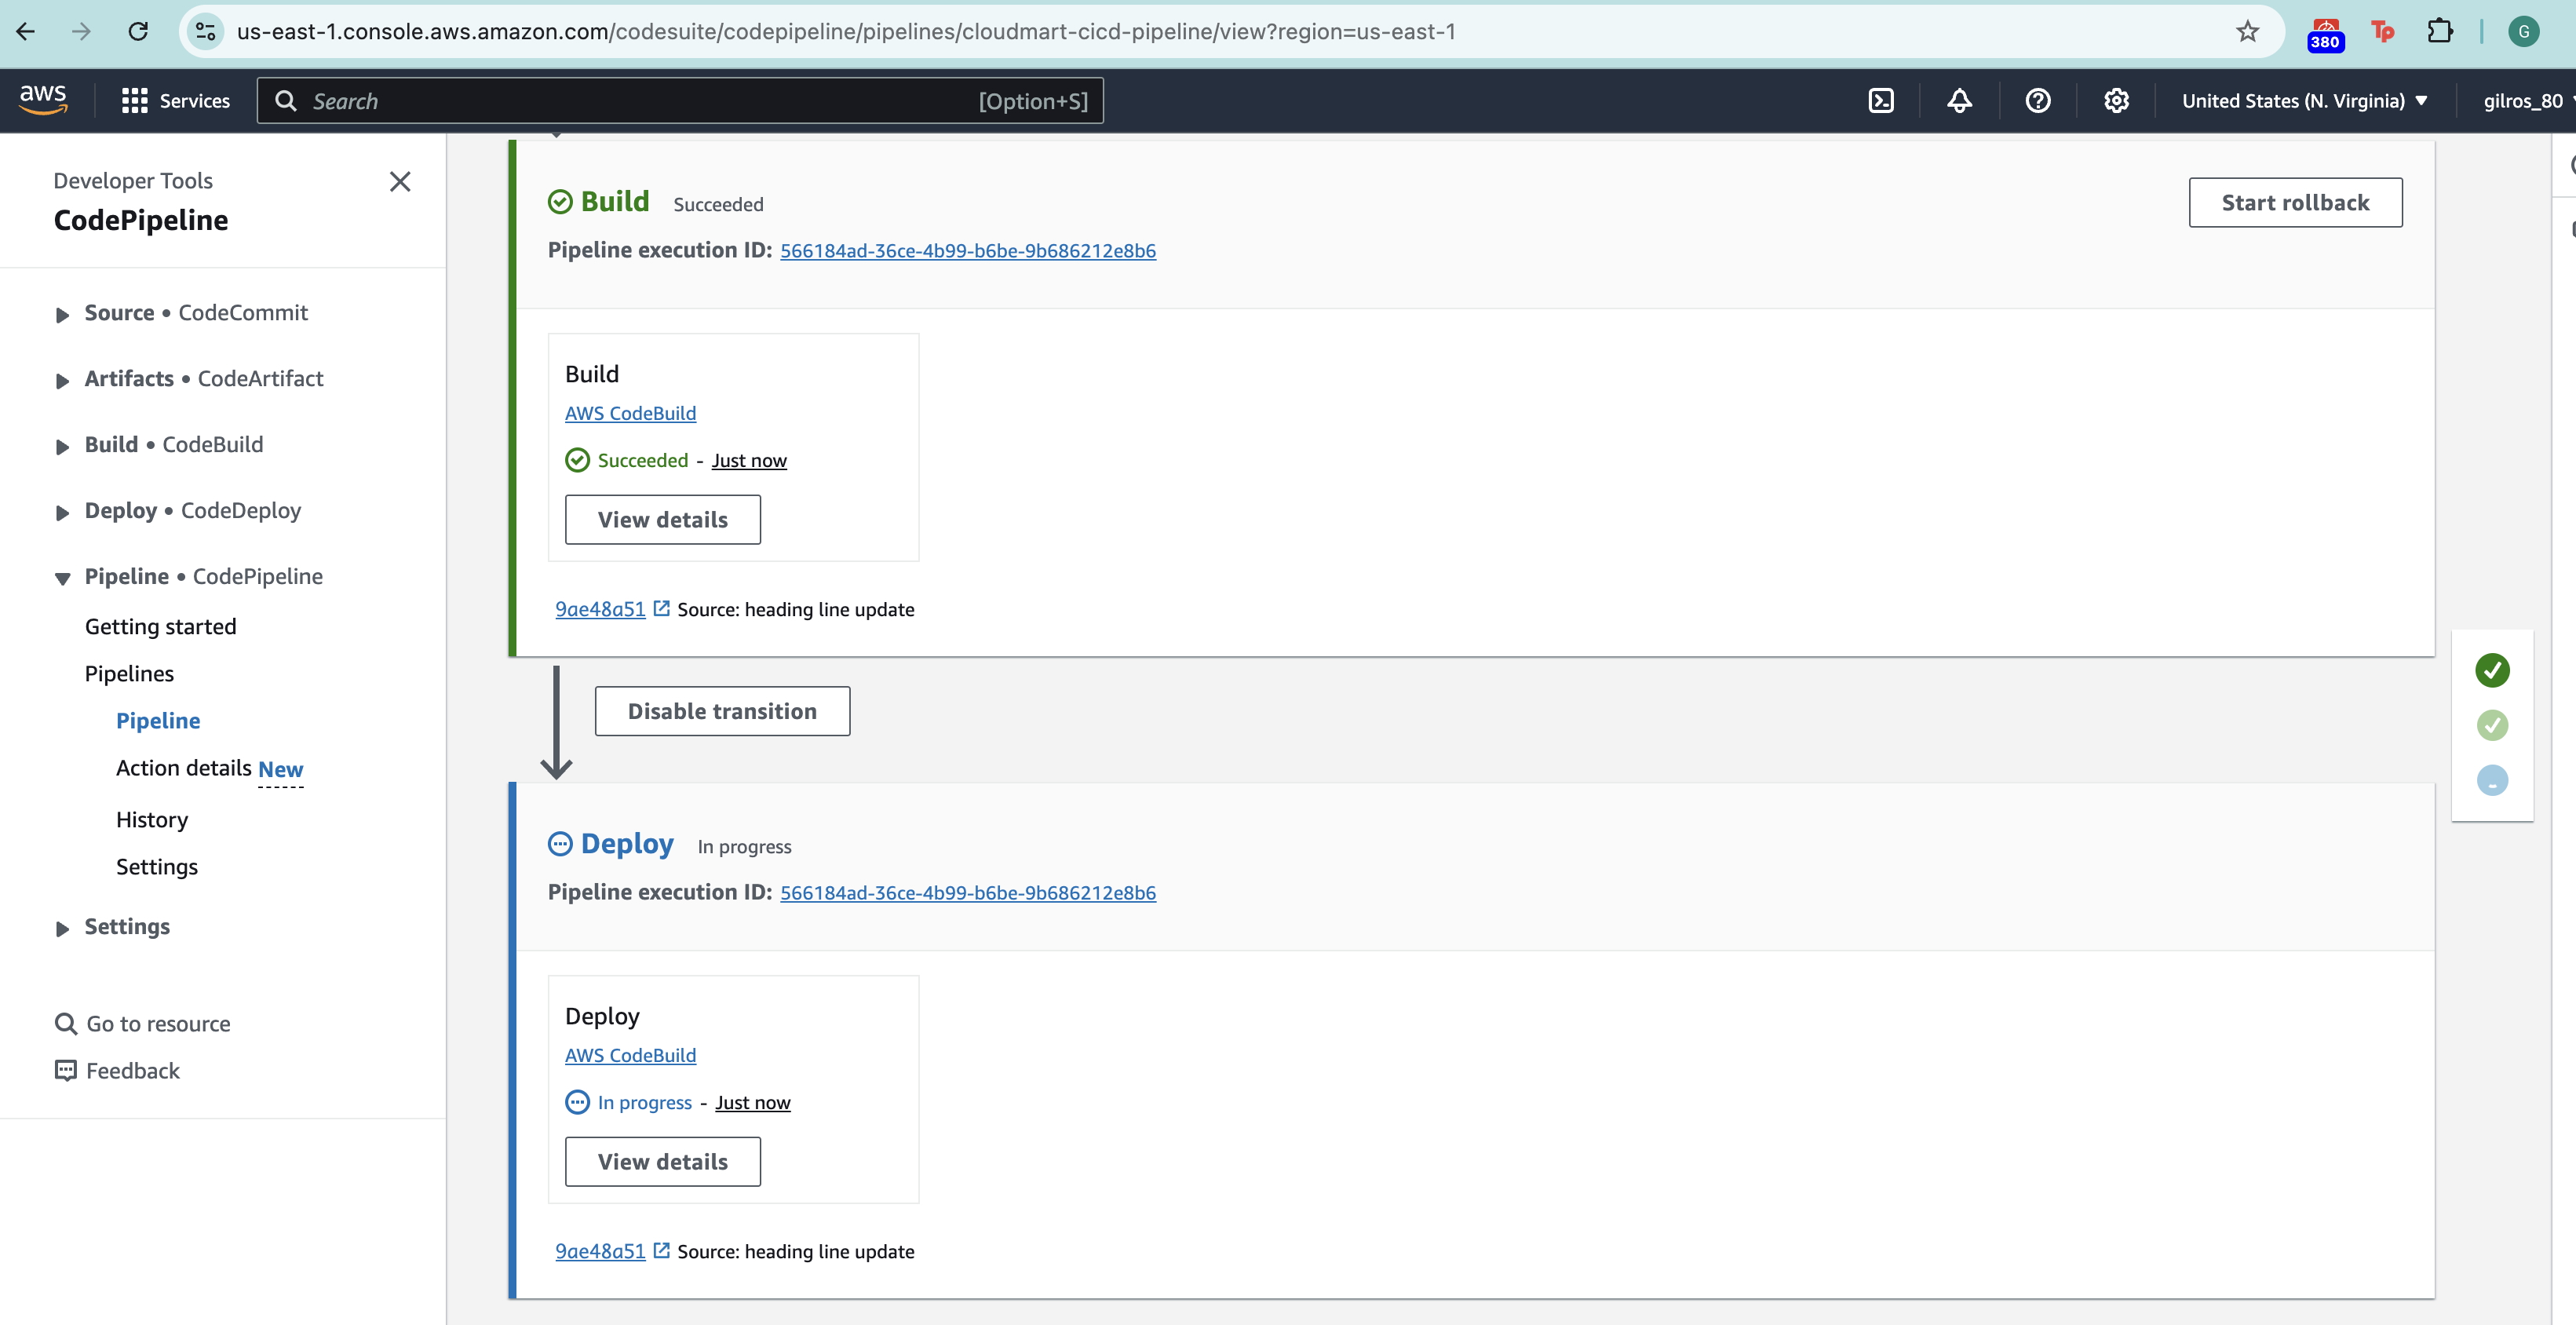 us-east-1.console.aws.amazon.com/codesuite/codepipeline/pipelines/cloudmart-cicd-pipeline/view?region=us-east-1
380
Tp
G
aws
Services
Search
[Option+S]
United States (N. Virginia) ▼
gilros_80
Developer Tools
CodePipeline
Source • CodeCommit
Artifacts • CodeArtifact
Build • CodeBuild
Deploy • CodeDeploy
Pipeline • CodePipeline
Getting started
Pipelines
Pipeline
Action details New
History
Settings
Settings
Go to resource
Feedback
Build Succeeded
Start rollback
Pipeline execution ID: 566184ad-36ce-4b99-b6be-9b686212e8b6
Build
AWS CodeBuild
Succeeded - Just now
View details
9ae48a51 Source: heading line update
Disable transition
Deploy In progress
Pipeline execution ID: 566184ad-36ce-4b99-b6be-9b686212e8b6
Deploy
AWS CodeBuild
In progress - Just now
View details
9ae48a51 Source: heading line update